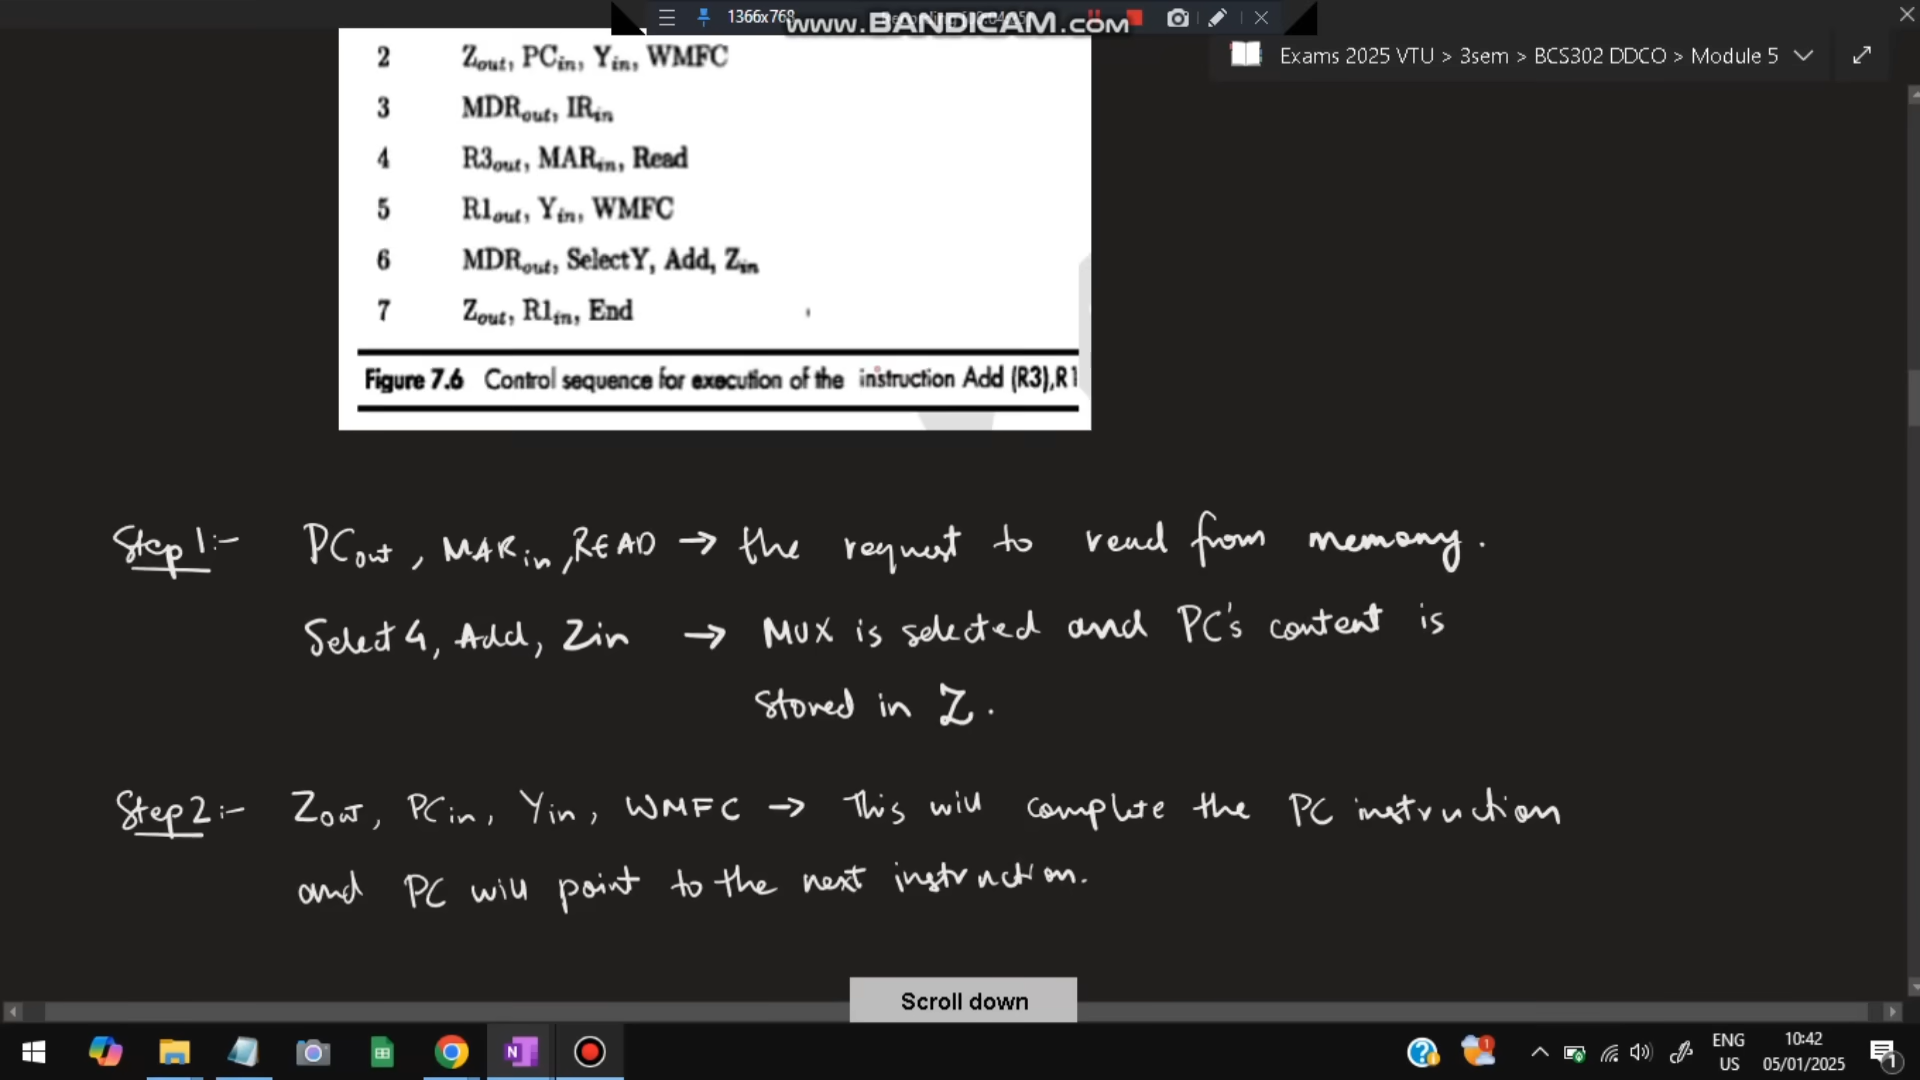 1366x768
www.BANDICAM.com
Exams 2025 VTU > 3sem > BCS302 DDCO > Module 5
2 Zout, PCin, Yin, WMFC
3 MDRout, IRin
4 R3out, MARin, Read
5 R1out, Yin, WMFC
6 MDRout, SelectY, Add, Zin
7 Zout, R1in, End
Figure 7.6 Control sequence for execution of the instruction Add (R3),R1
Step 1:- PCout, MARin, READ → the request to read from memory.
Select 4, Add, Zin → MUX is selected and PC's content is
stored in Z.
Step 2:- Zout, PCin, Yin, WMFC → This will complete the PC instruction
and PC will point to the next instruction.
Scroll down
ENG
US
10:42
05/01/2025